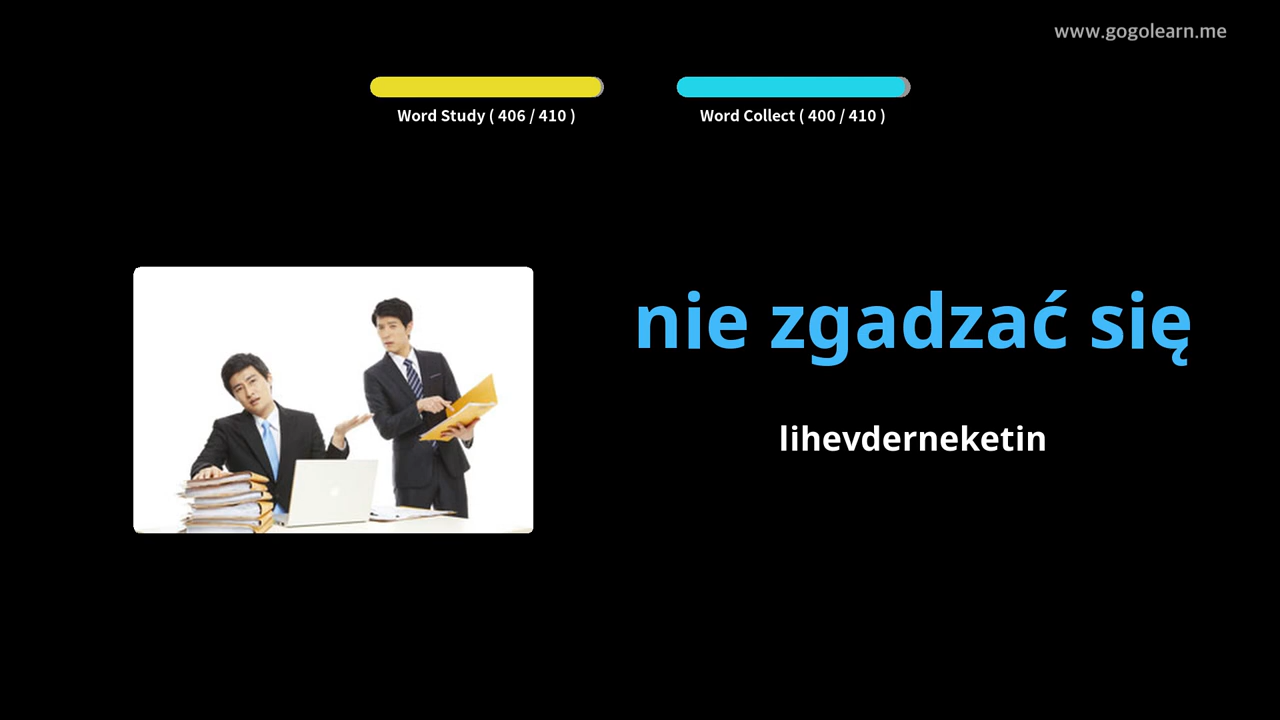 www.gogolearn.me
Word Study ( 406 / 410 )
Word Collect ( 400 / 410 )
nie zgadzać się
lihevderneketin